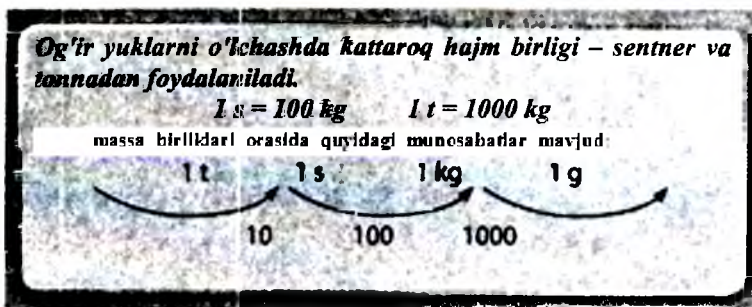 Og'ir yuklarni o'lchashda kattaroq hajm birligi – sentner va
tonnadan foydalaniladi.
1 s = 100 kg 1 t = 1000 kg
massa birliklari orasida quyidagi munosabatlar mavjud:
1 t 1 s 1 kg 1 g
10 100 1000